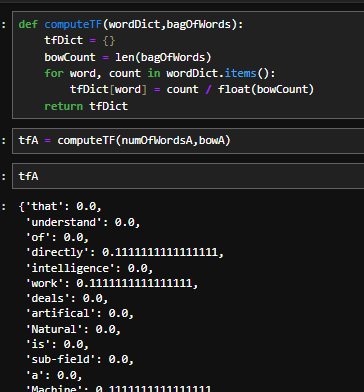 : def computeTF(wordDict,bagOfWords):
tfDict = {}
bowCount = len(bagOfWords)
for word, count in wordDict.items():
tfDict[word] = count / float(bowCount)
return tfDict
: tfA = computeTF(numOfWordsA,bowA)
: tfA
: {'that': 0.0,
'understand': 0.0,
'of': 0.0,
'directly': 0.1111111111111111,
'intelligence': 0.0,
'work': 0.1111111111111111,
'deals': 0.0,
'artifical': 0.0,
'Natural': 0.0,
'is': 0.0,
'sub-field': 0.0,
'a': 0.0,
'Machine': 0.1111111111111111,